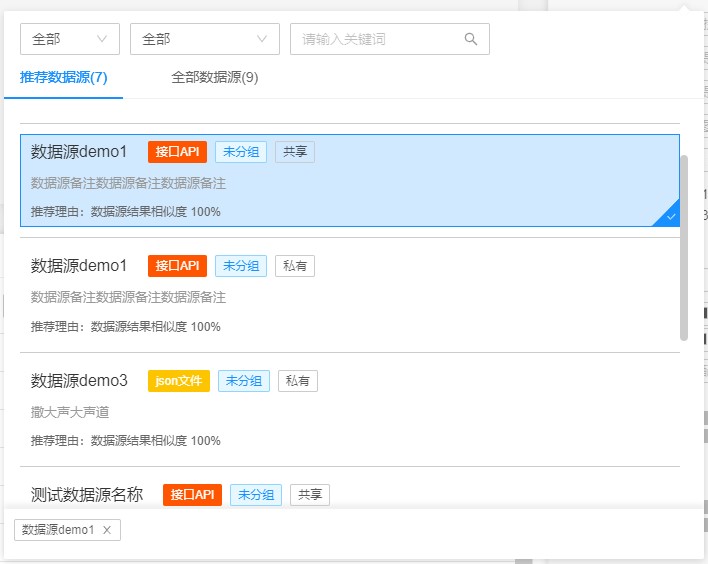 全部 全部 请输入关键词
推荐数据源(7) 全部数据源(9)
数据源demo1 接口API 未分组 共享
数据源备注数据源备注数据源备注
推荐理由：数据源结果相似度 100%
数据源demo1 接口API 未分组 私有
数据源备注数据源备注数据源备注
推荐理由：数据源结果相似度 100%
数据源demo3 json文件 未分组 私有
撒大声大声道
推荐理由：数据源结果相似度 100%
测试数据源名称 接口API 未分组 共享
数据源demo1